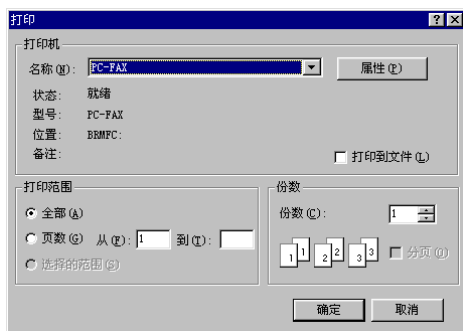 打印
打印机
名称(N): PC-FAX 属性(P)
状态: 就绪
型号: PC-FAX
位置: BRMFC:
备注: 打印到文件(L)
打印范围
全部(A)
页数(G) 从(F): 1 到(T):
选择的范围(S)
份数
份数(C): 1
1 1 2 2 3 3 分页(O)
确定 取消